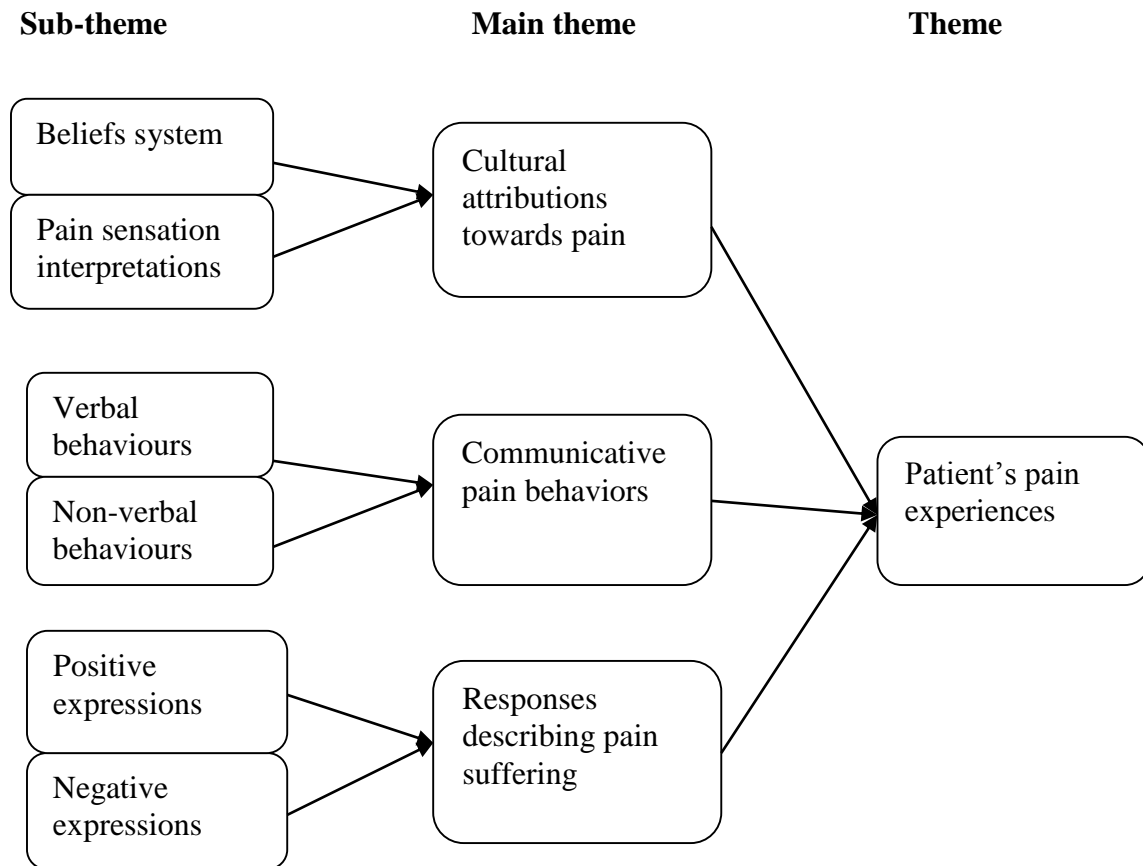 Sub-theme Main theme Theme
Beliefs system
Pain sensation
interpretations
Cultural
attributions
towards pain
Verbal
behaviours
Non-verbal
behaviours
Communicative
pain behaviors
Patient’s pain
experiences
Positive
expressions
Negative
expressions
Responses
describing pain
suffering